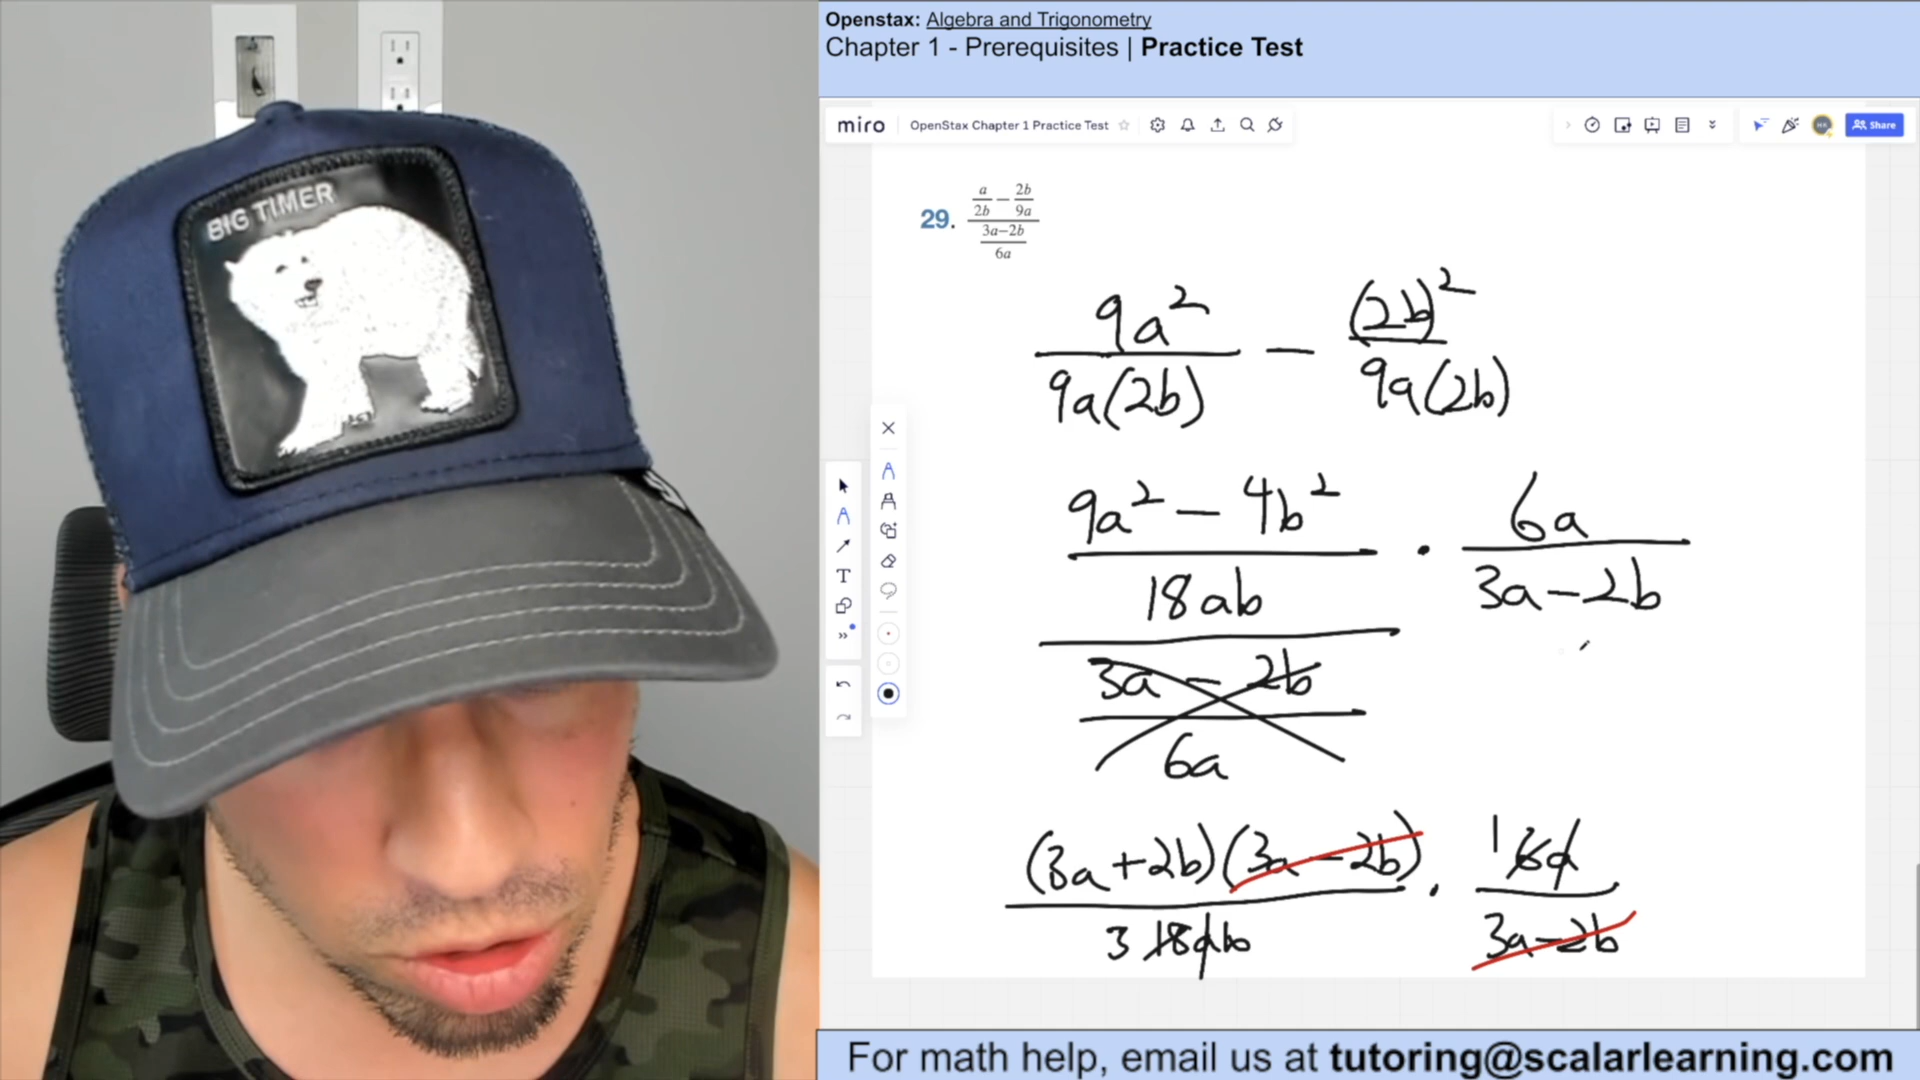 BIG TIMER
Openstax: Algebra and Trigonometry
Chapter 1 - Prerequisites | Practice Test
miro OpenStax Chapter 1 Practice Test Share
29. a/2b − 2b/9a
3a−2b
6a
9a² − (2b)²
9a(2b) 9a(2b)
9a² − 4b² · 6a
18ab 3a−2b
3a − 2b
6a
(3a+2b)(3a−2b) · 1 6a
3 18ab 3a−2b
For math help, email us at tutoring@scalarlearning.com